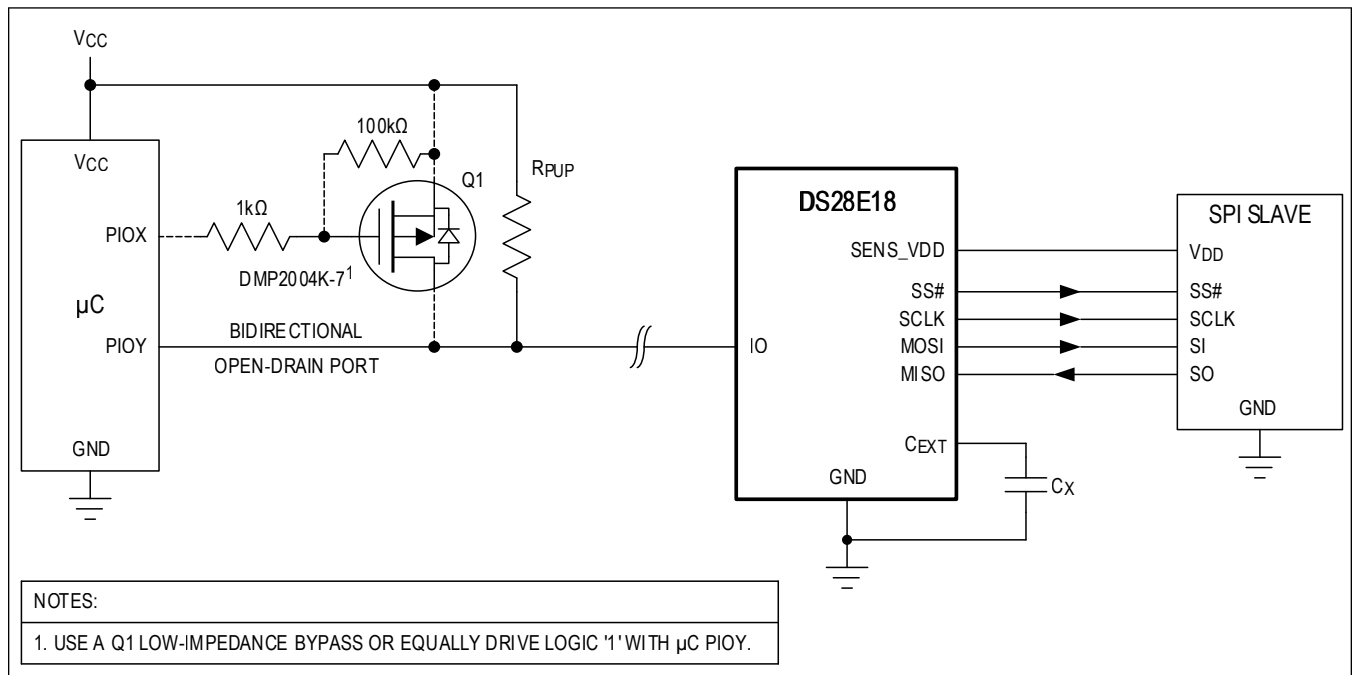 VCC
VCC
100kΩ
Q1
RPUP
1kΩ
PIOX
DMP2004K-7¹
µC
PIOY
BIDIRECTIONAL
OPEN-DRAIN PORT
GND
DS28E18
IO
SENS_VDD
SS#
SCLK
MOSI
MISO
CEXT
GND
CX
SPI SLAVE
VDD
SS#
SCLK
SI
SO
GND
NOTES:
1. USE A Q1 LOW-IMPEDANCE BYPASS OR EQUALLY DRIVE LOGIC '1' WITH µC PIOY.